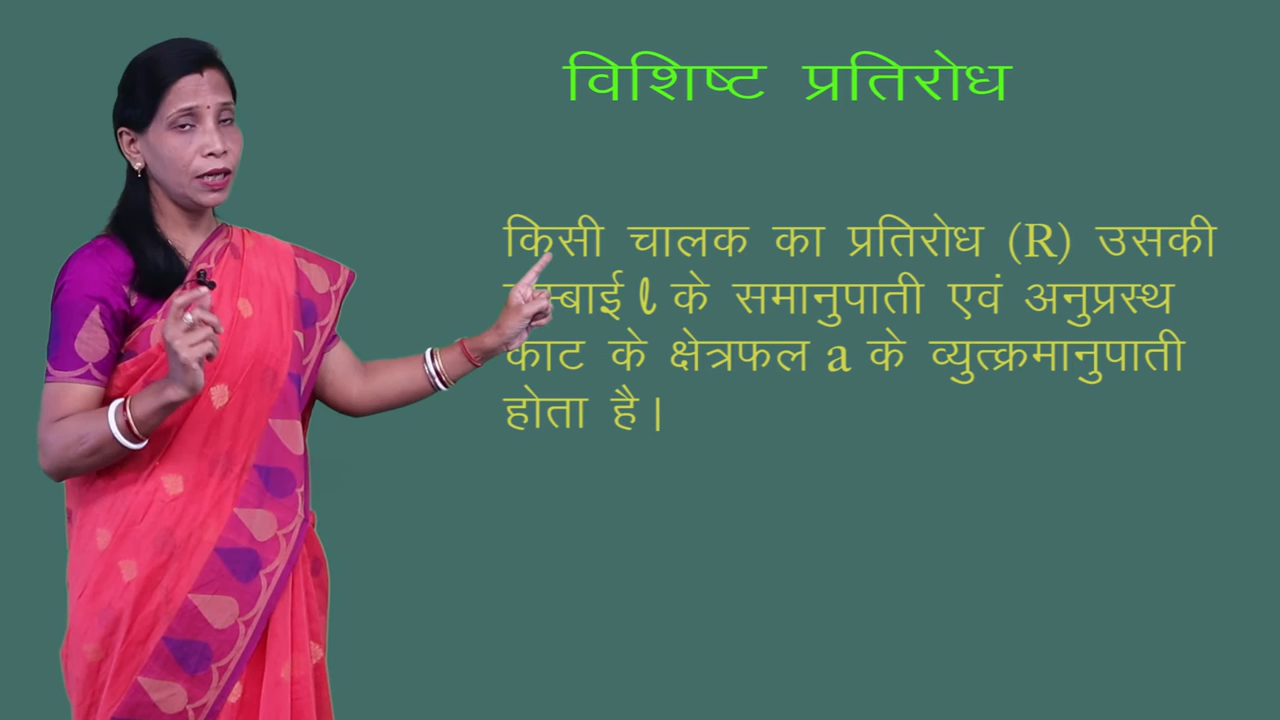 विशिष्ट प्रतिरोध
किसी चालक का प्रतिरोध (R) उसकी
ℓ के समानुपाती एवं अनुप्रस्थ
काट के क्षेत्रफल a के व्युत्क्रमानुपाती
होता है।